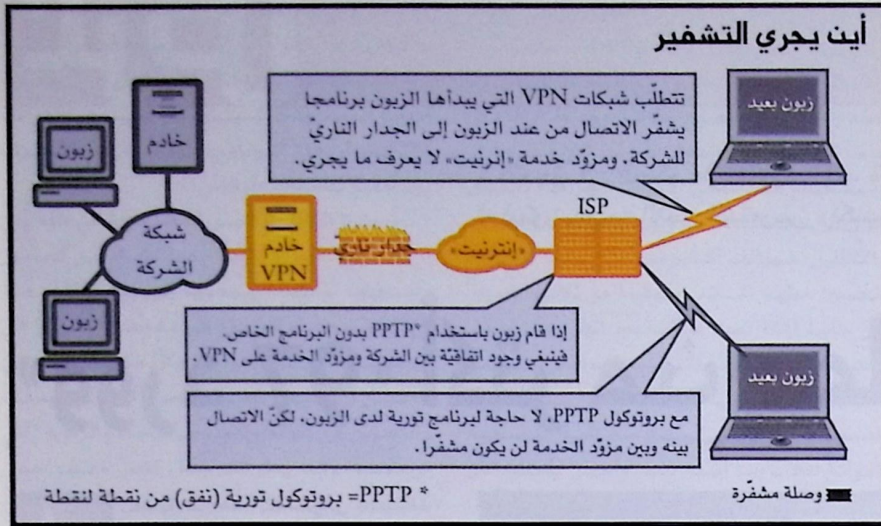 أين يجري التشفير
تتطلّب شبكات VPN التي يبدأها الزبون برنامجا
يشفّر الاتصال من عند الزبون إلى الجدار الناريّ
للشركة. ومزوّد خدمة «إنرنيت» لا يعرف ما يجري.
زبون بعيد
ISP
خادم
زبون
شبكة
الشركة
خادم
VPN
جدار ناري
«إنترنيت»
زبون
إذا قام زبون باستخدام *PPTP بدون البرنامج الخاص،
فينبغي وجود اتفاقيّة بين الشركة ومزوّد الخدمة على VPN.
زبون بعيد
مع بروتوكول PPTP، لا حاجة لبرنامج تورية لدى الزبون. لكنّ الاتصال
بينه وبين مزوّد الخدمة لن يكون مشفّرا.
وصلة مشفّرة
* PPTP= بروتوكول تورية (نفق) من نقطة لنقطة